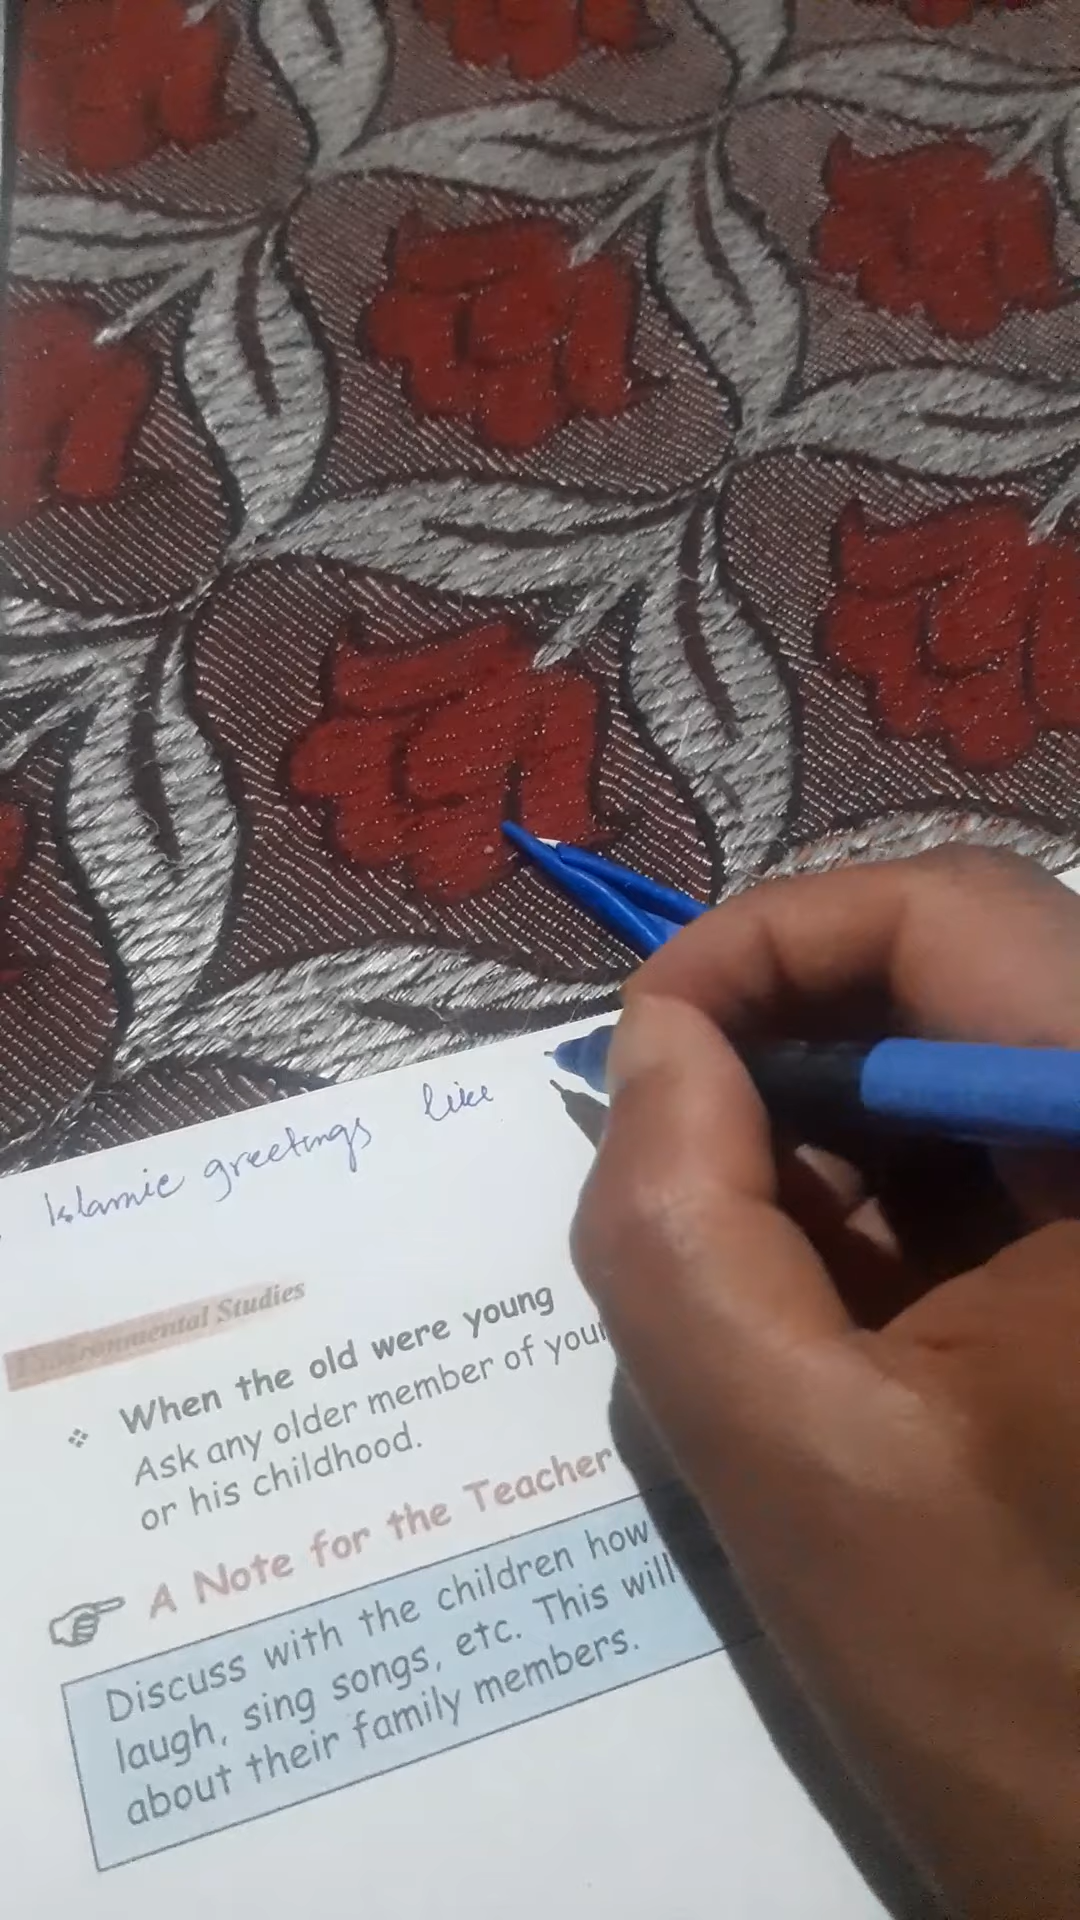 Islamic greetings like
Environmental Studies
When the old were young
Ask any older member of your
or his childhood.
A Note for the Teacher
Discuss with the children how
laugh, sing songs, etc. This will
about their family members.